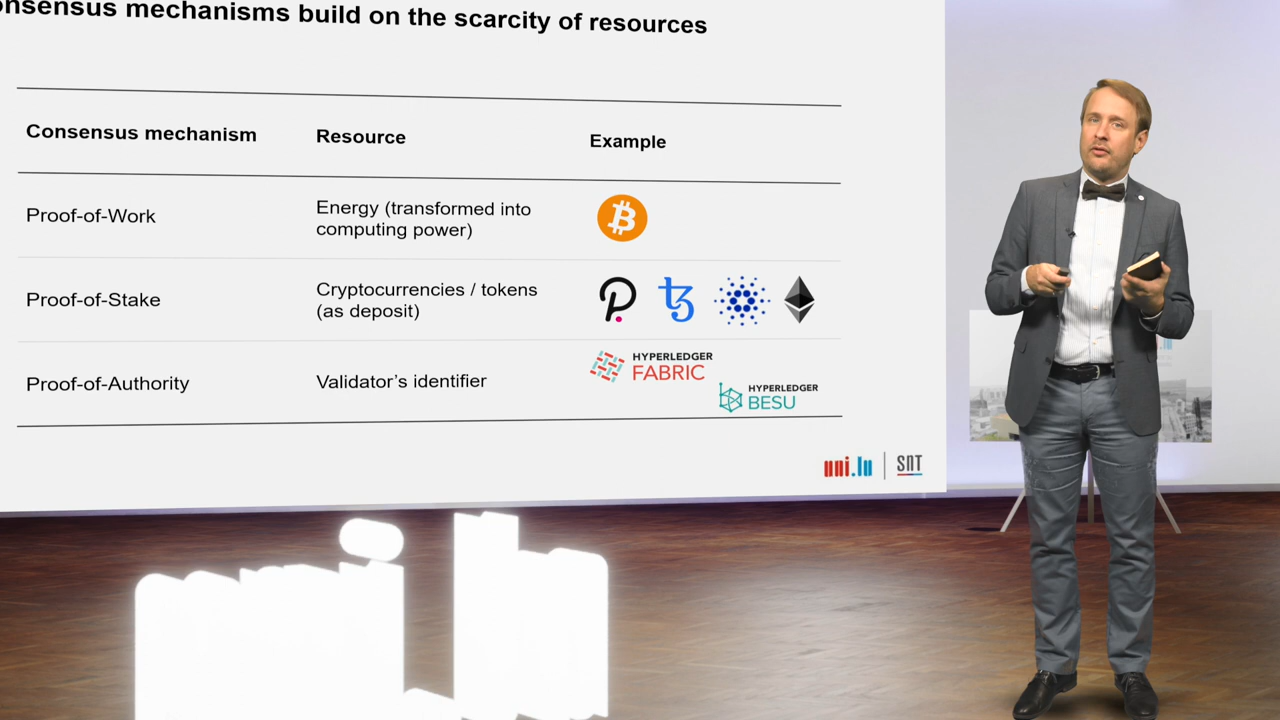 onsensus mechanisms build on the scarcity of resources
Consensus mechanism Resource Example
Proof-of-Work
Energy (transformed into
computing power)
Proof-of-Stake
Cryptocurrencies / tokens
(as deposit)
Proof-of-Authority
Validator's identifier
HYPERLEDGER
FABRIC
HYPERLEDGER
BESU
uni.lu SNT